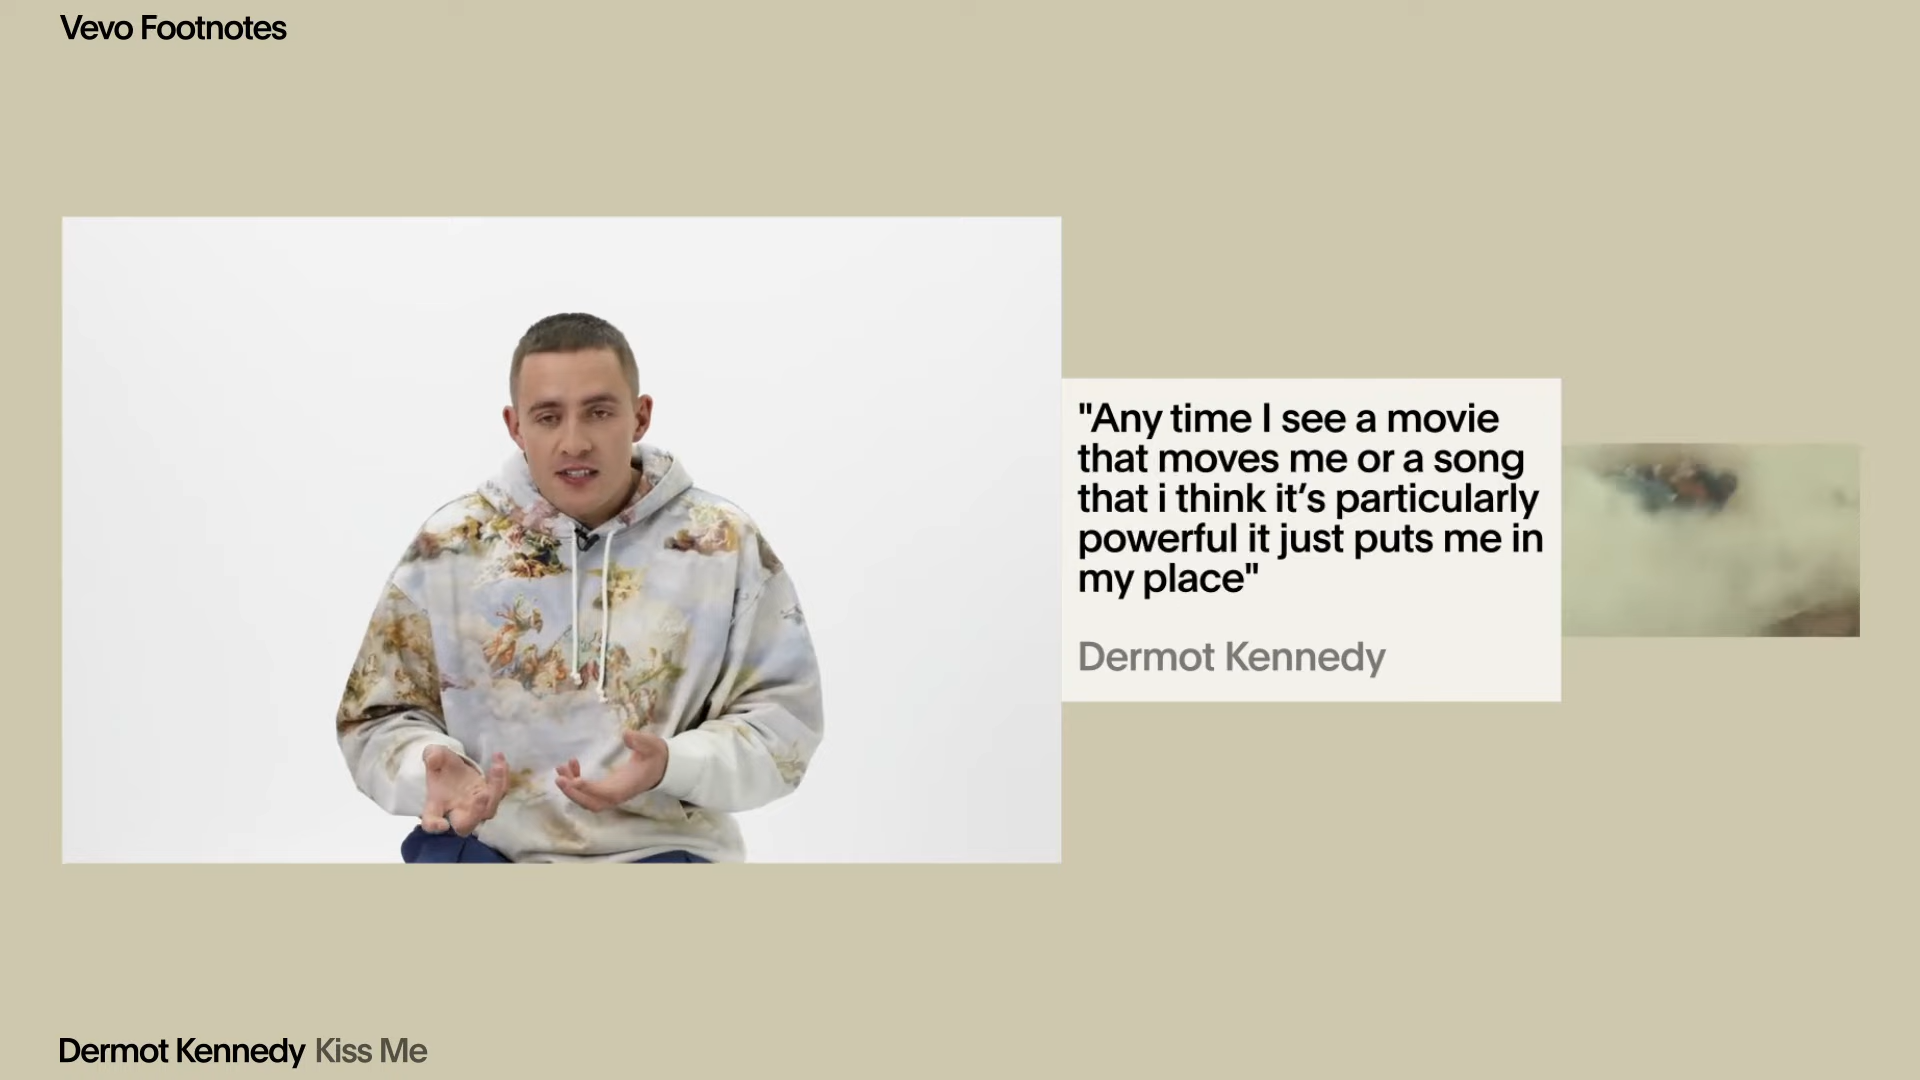 Vevo Footnotes
"Any time I see a movie
that moves me or a song
that i think it’s particularly
powerful it just puts me in
my place"
Dermot Kennedy
Dermot Kennedy Kiss Me